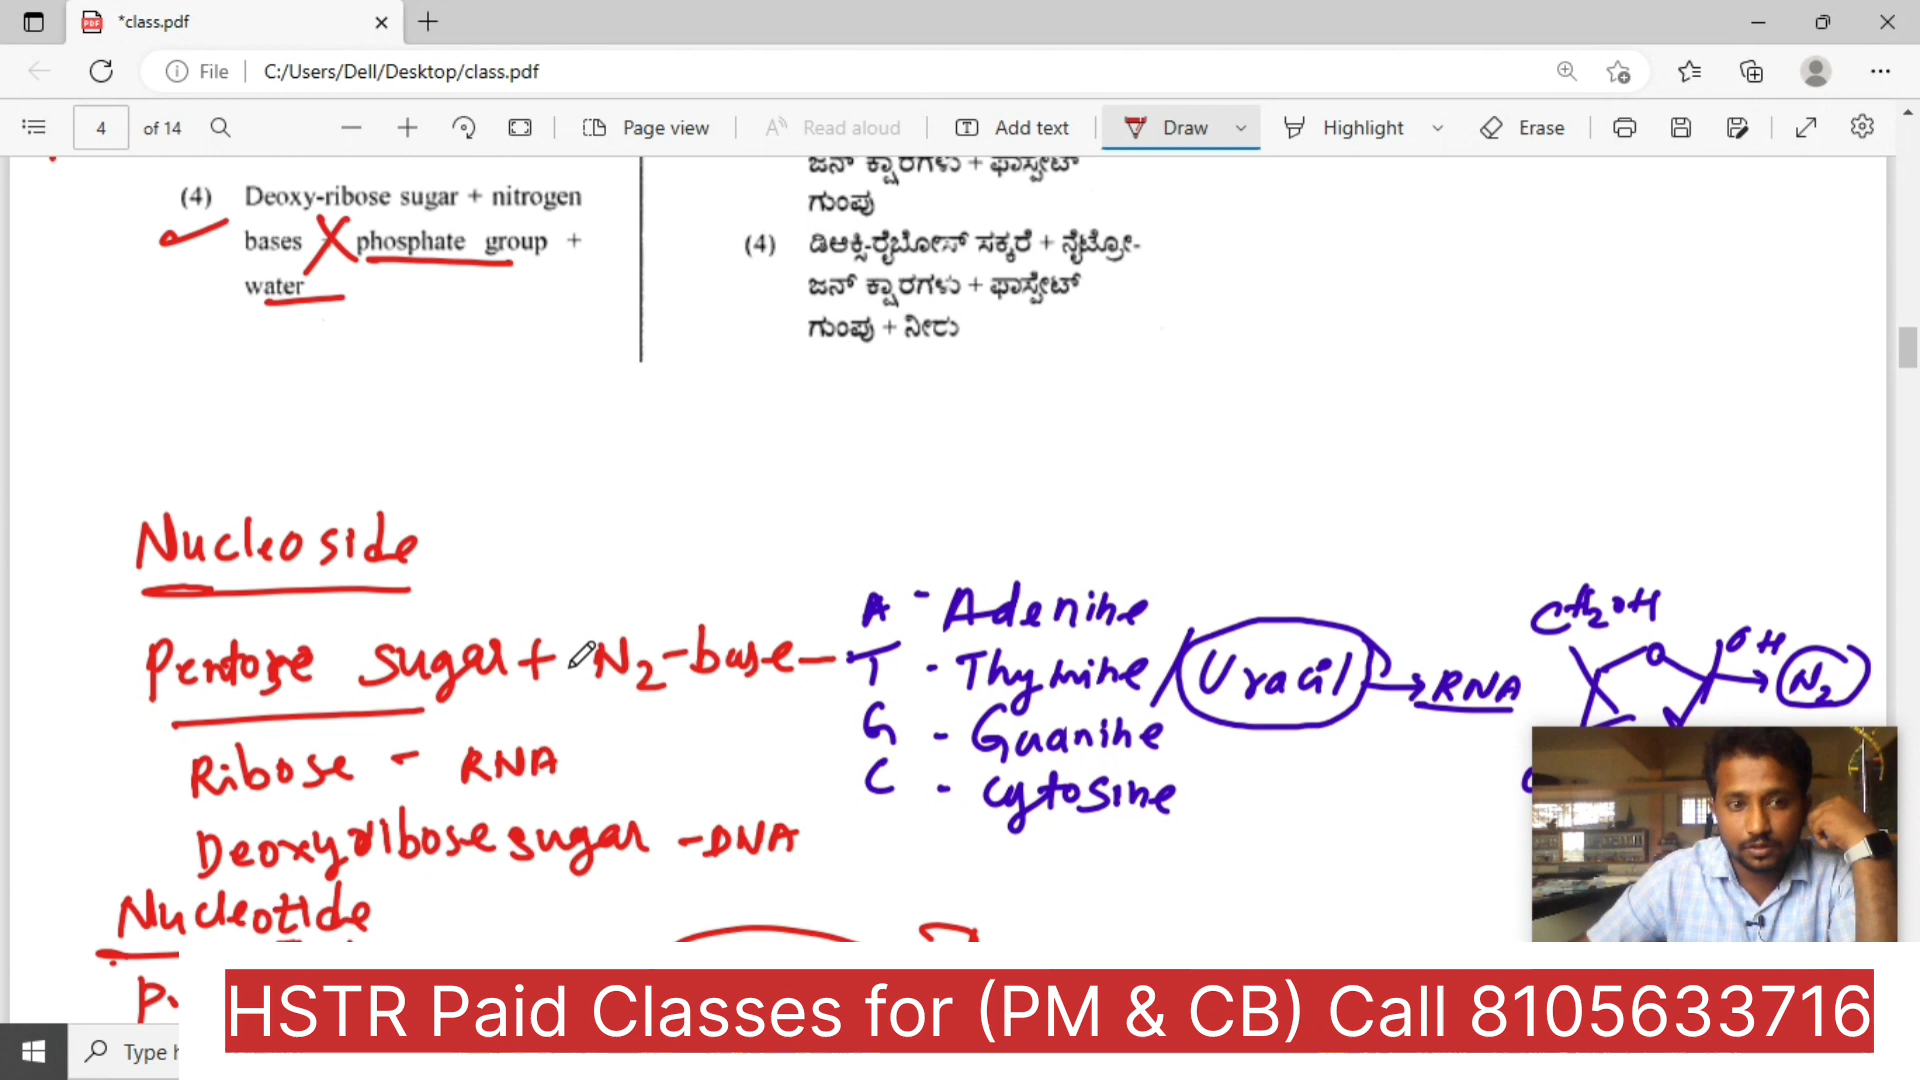 *class.pdf
File
C:/Users/Dell/Desktop/class.pdf
4 of 14
Page view
Read aloud
Add text
Draw
Highlight
Erase
(4) Deoxy-ribose sugar + nitrogen
bases phosphate group +
water
ಜನ್ ಕ್ಷಾರಗಳು + ಫಾಸ್ಪೇಟ್
ಗುಂಪು
(4) ಡಿಆಕ್ಸಿ-ರೈಬೋಸ್ ಸಕ್ಕರೆ + ನೈಟ್ರೋ-
ಜನ್ ಕ್ಷಾರಗಳು + ಫಾಸ್ಪೇಟ್
ಗುಂಪು + ನೀರು
Nucleoside
Pentose sugar + N2-base -
A - Adenine
T - Thymine / Uracil → RNA
G - Guanine
C - Cytosine
CH2OH
O
OH
N2
Ribose - RNA
Deoxyribose sugar - DNA
Nucleotide
HSTR Paid Classes for (PM & CB) Call 8105633716
Type